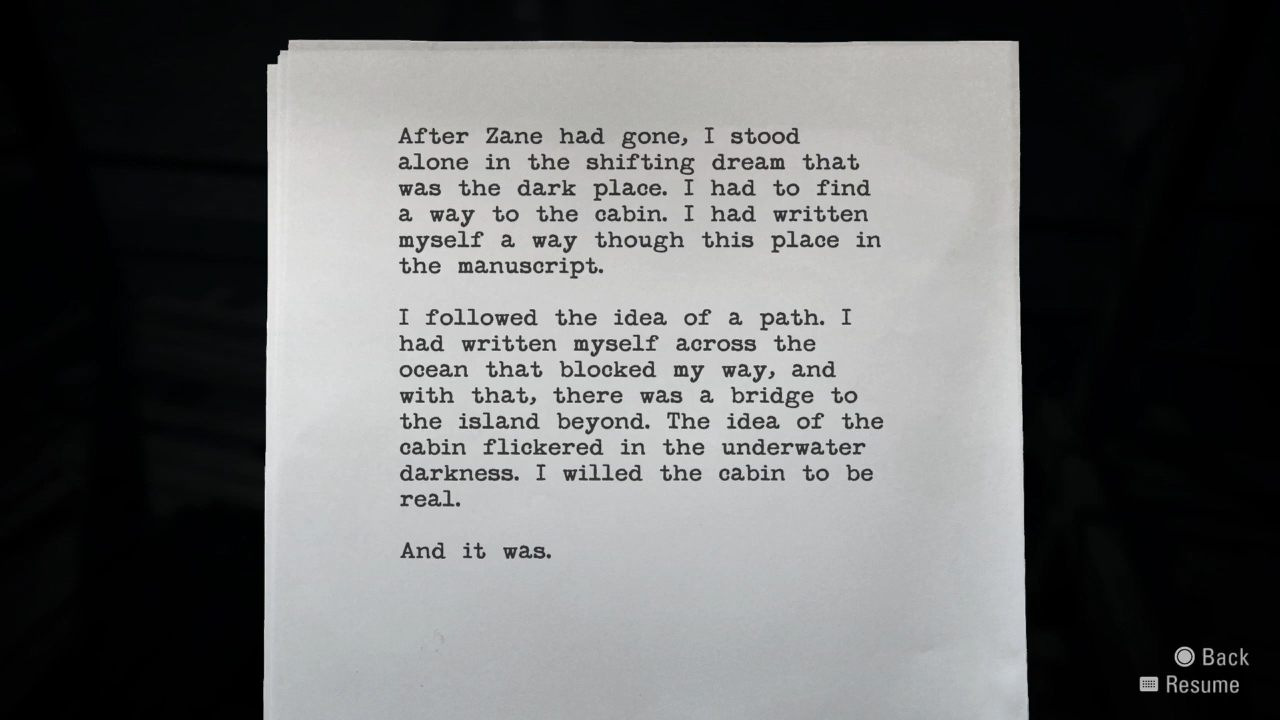 After Zane had gone, I stood
alone in the shifting dream that
was the dark place. I had to find
a way to the cabin. I had written
myself a way though this place in
the manuscript.
I followed the idea of a path. I
had written myself across the
ocean that blocked my way, and
with that, there was a bridge to
the island beyond. The idea of the
cabin flickered in the underwater
darkness. I willed the cabin to be
real.
And it was.
Back
Resume